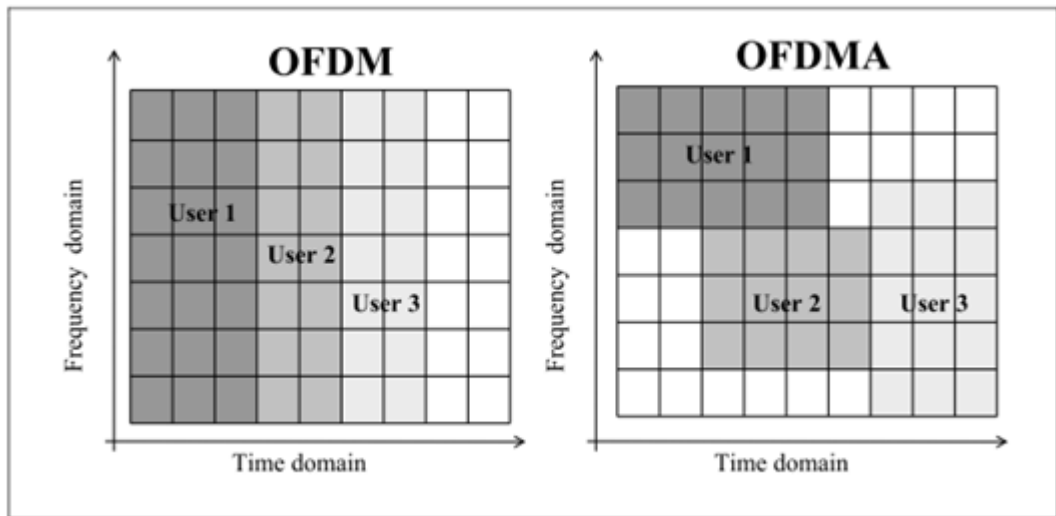 OFDM
User 1
User 2
User 3
Frequency domain
Time domain
OFDMA
User 1
User 2
User 3
Frequency domain
Time domain